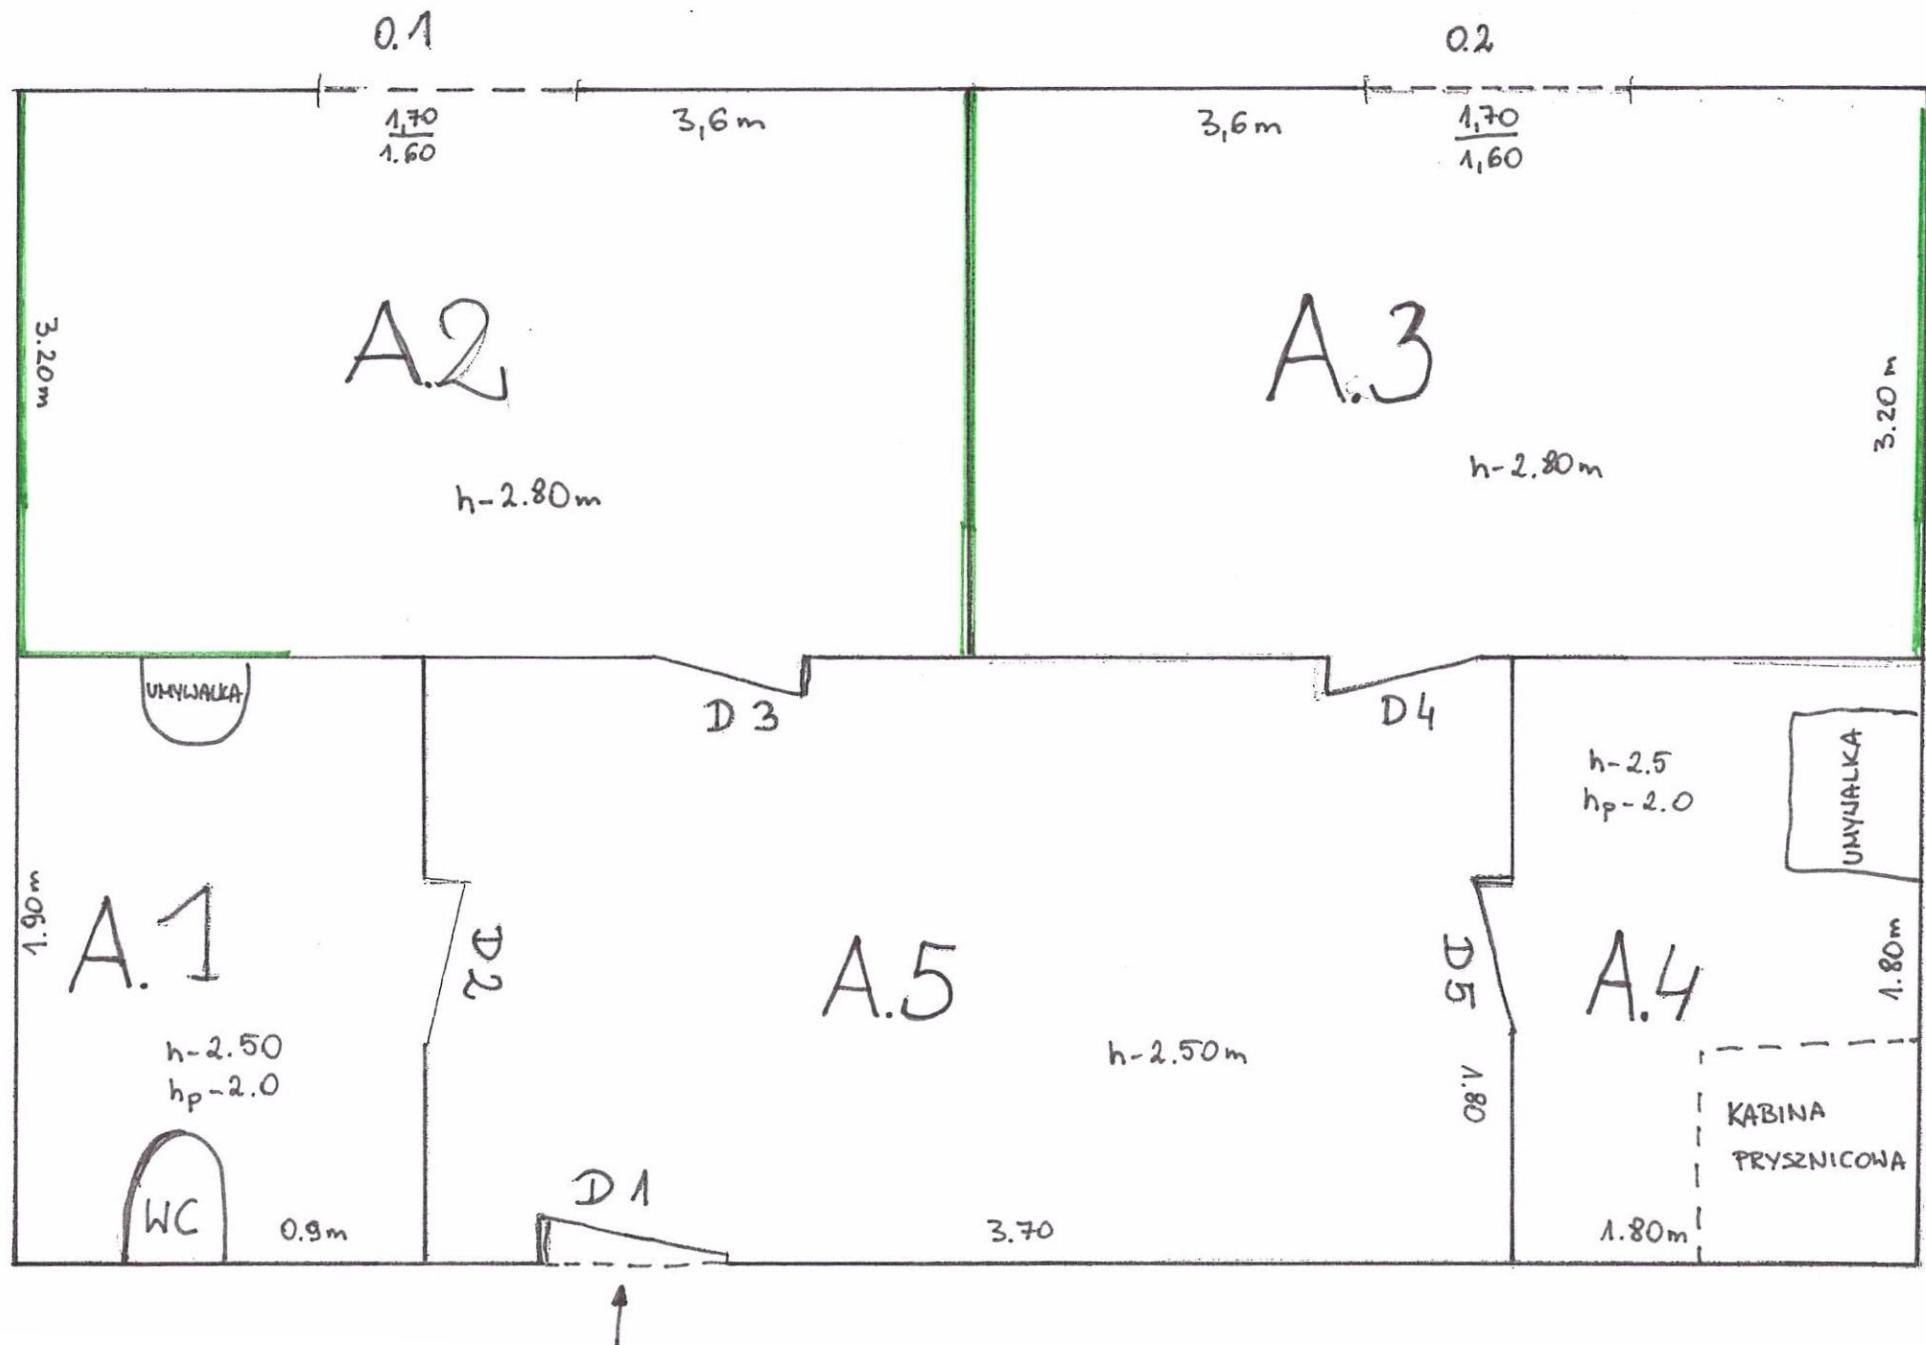 0.1
0.2
1,70
1.60
3,6m
3,6m
1,70
1,60
3.20m
A.2
h-2.80m
A.3
h-2.80m
3.20m
UMYWALKA
D3
D4
h-2.5
hp-2.0
UMYWALKA
1.90m
A.1
D2
A.5
D5
A.4
1.80m
h-2.50
hp-2.0
h-2.50m
1.80
KABINA
PRYSZNICOWA
WC
0.9m
D1
3.70
1.80m